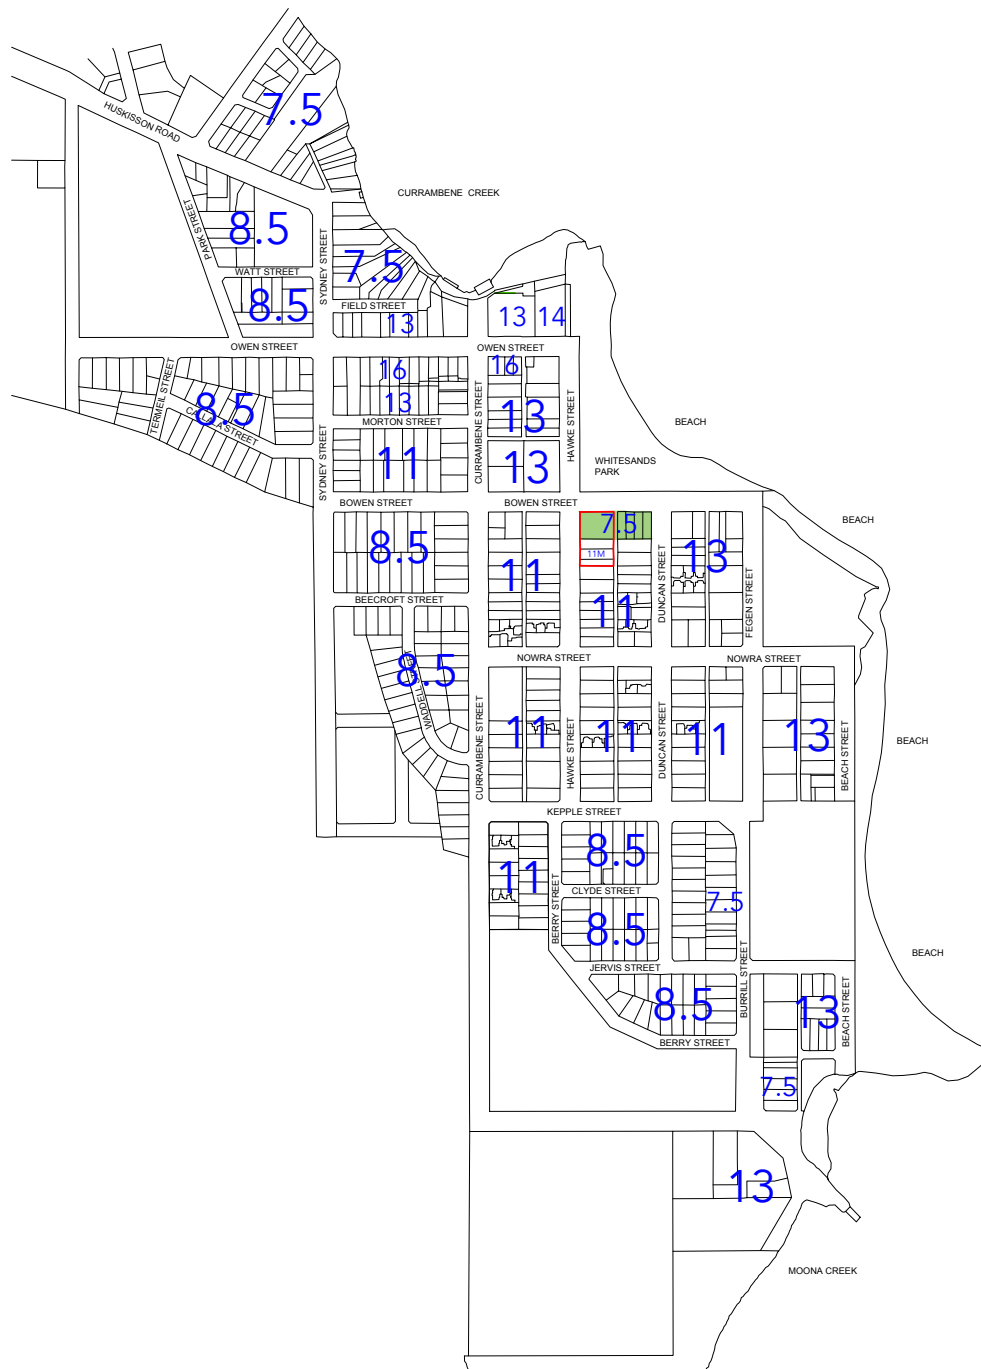 7.5
HUSKISSON ROAD
CURRAMBENE CREEK
PARK STREET
8.5
SYDNEY STREET
7.5
WATT STREET
8.5
FIELD STREET
13
13
14
OWEN STREET
OWEN STREET
TERMEIL STREET
16
16
8.5
13
CURRAMBENE STREET
13
HAWKE STREET
CALLALA STREET
MORTON STREET
BEACH
SYDNEY STREET
11
13
WHITESANDS
PARK
BOWEN STREET
BOWEN STREET
7.5
BEACH
8.5
11
11M
13
DUNCAN STREET
FEGEN STREET
BEACH
BEECROFT STREET
11
8.5
WADDELL STREET
NOWRA STREET
NOWRA STREET
CURRAMBENE STREET
11
HAWKE STREET
11
DUNCAN STREET
11
13
BEACH STREET
BEACH
KEPPLE STREET
11
BERRY STREET
8.5
CLYDE STREET
7.5
8.5
BURRILL STREET
BEACH
JERVIS STREET
8.5
13
BEACH STREET
BERRY STREET
7.5
13
MOONA CREEK